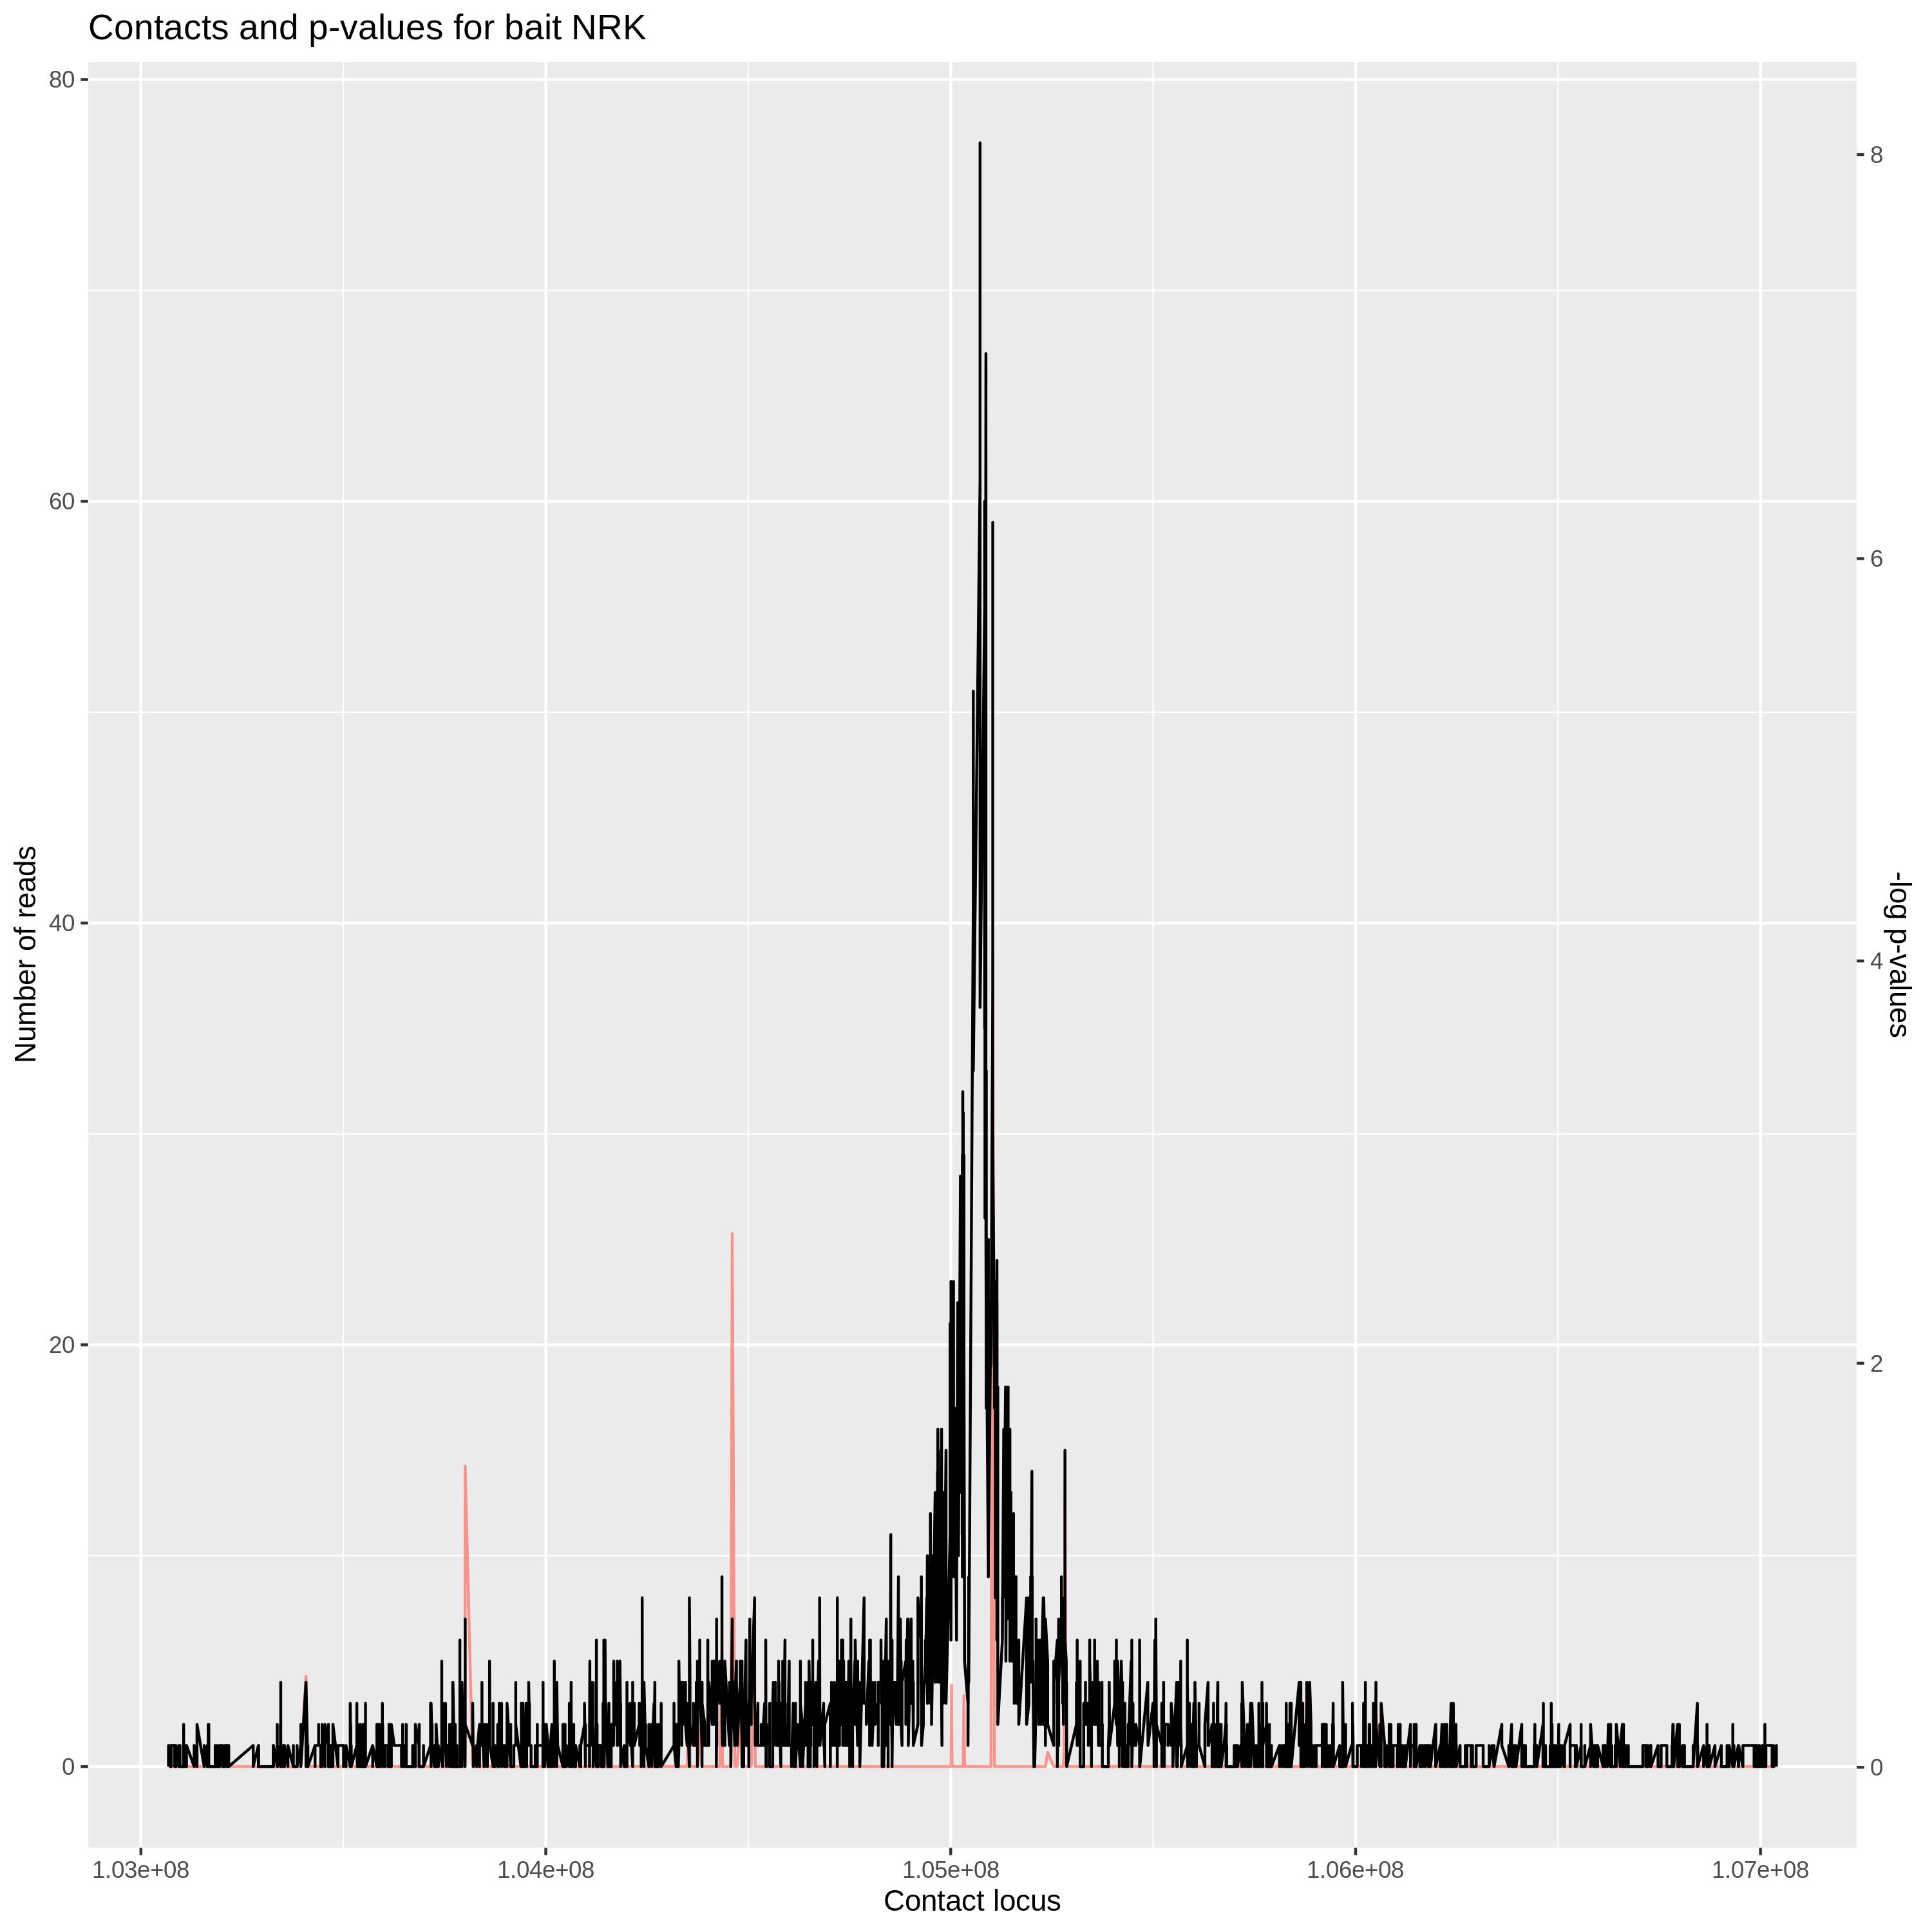 Contacts and p-values for bait NRK
80
60
40
20
0
Number of reads
8
6
4
2
0
-log p-values
1.03e+08 1.04e+08 1.05e+08 1.06e+08 1.07e+08
Contact locus